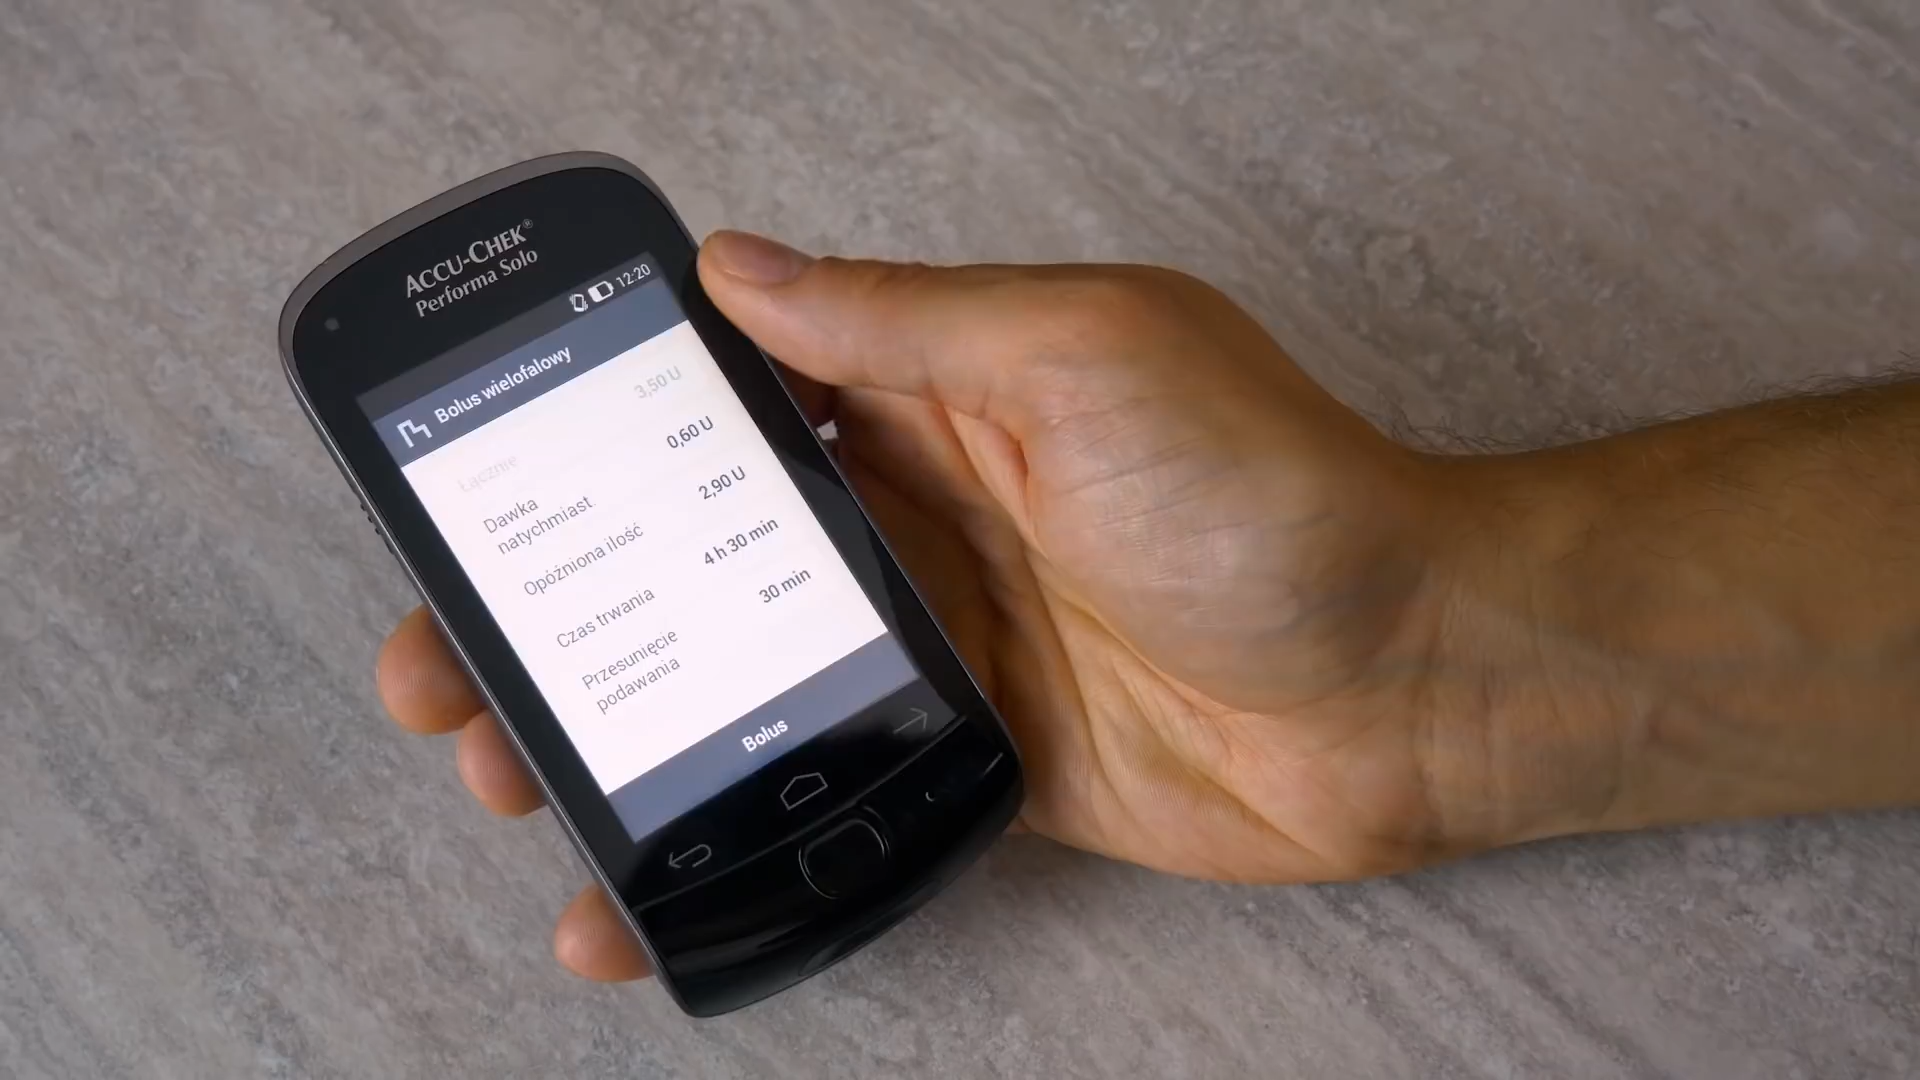 ACCU-CHEK®
Performa Solo
12:20
Bolus wielofalowy
Łącznie 3,50 U
Dawka
natychmiast. 0,60 U
Opóźniona ilość 2,90 U
Czas trwania 4 h 30 min
Przesunięcie
podawania 30 min
Bolus